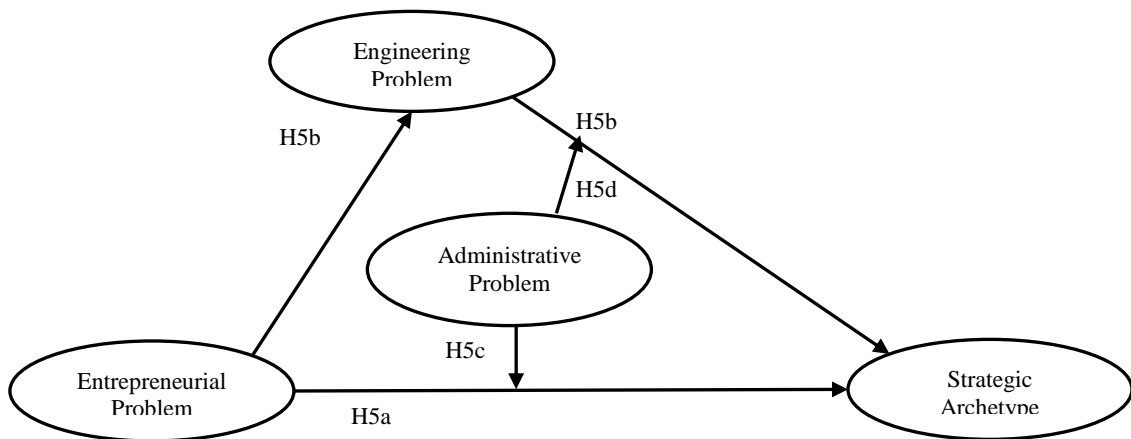 Engineering
Problem
H5b
H5b
H5d
Administrative
Problem
H5c
Entrepreneurial
Problem
H5a
Strategic
Archetype